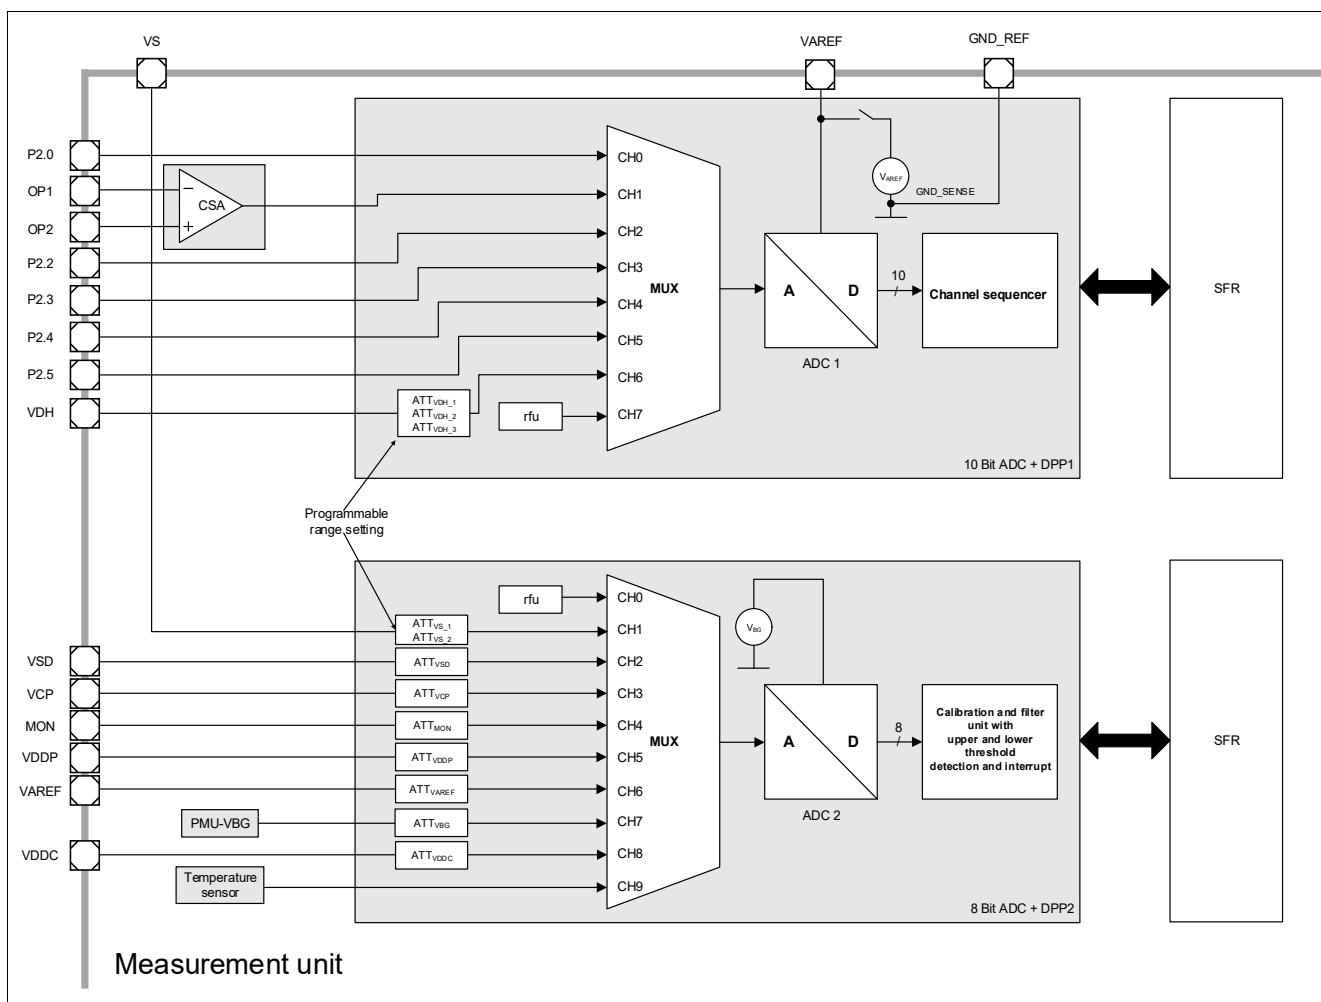 VS
VAREF
GND_REF
P2.0
OP1
OP2
P2.2
P2.3
P2.4
P2.5
VDH
−
CSA
+
CH0
CH1
CH2
CH3
CH4
CH5
CH6
CH7
MUX
ATTVDH_1
ATTVDH_2
ATTVDH_3
rfu
VAREF
GND_SENSE
A
D
ADC 1
10
Channel sequencer
10 Bit ADC + DPP1
SFR
Programmable
range setting
VSD
VCP
MON
VDDP
VAREF
VDDC
PMU-VBG
Temperature
sensor
rfu
ATTVS_1
ATTVS_2
ATTVSD
ATTVCP
ATTMON
ATTVDDP
ATTVAREF
ATTVBG
ATTVDDC
CH0
CH1
CH2
CH3
CH4
CH5
CH6
CH7
CH8
CH9
MUX
VBG
A
D
ADC 2
8
Calibration and filter
unit with
upper and lower
threshold
detection and interrupt
8 Bit ADC + DPP2
SFR
Measurement unit